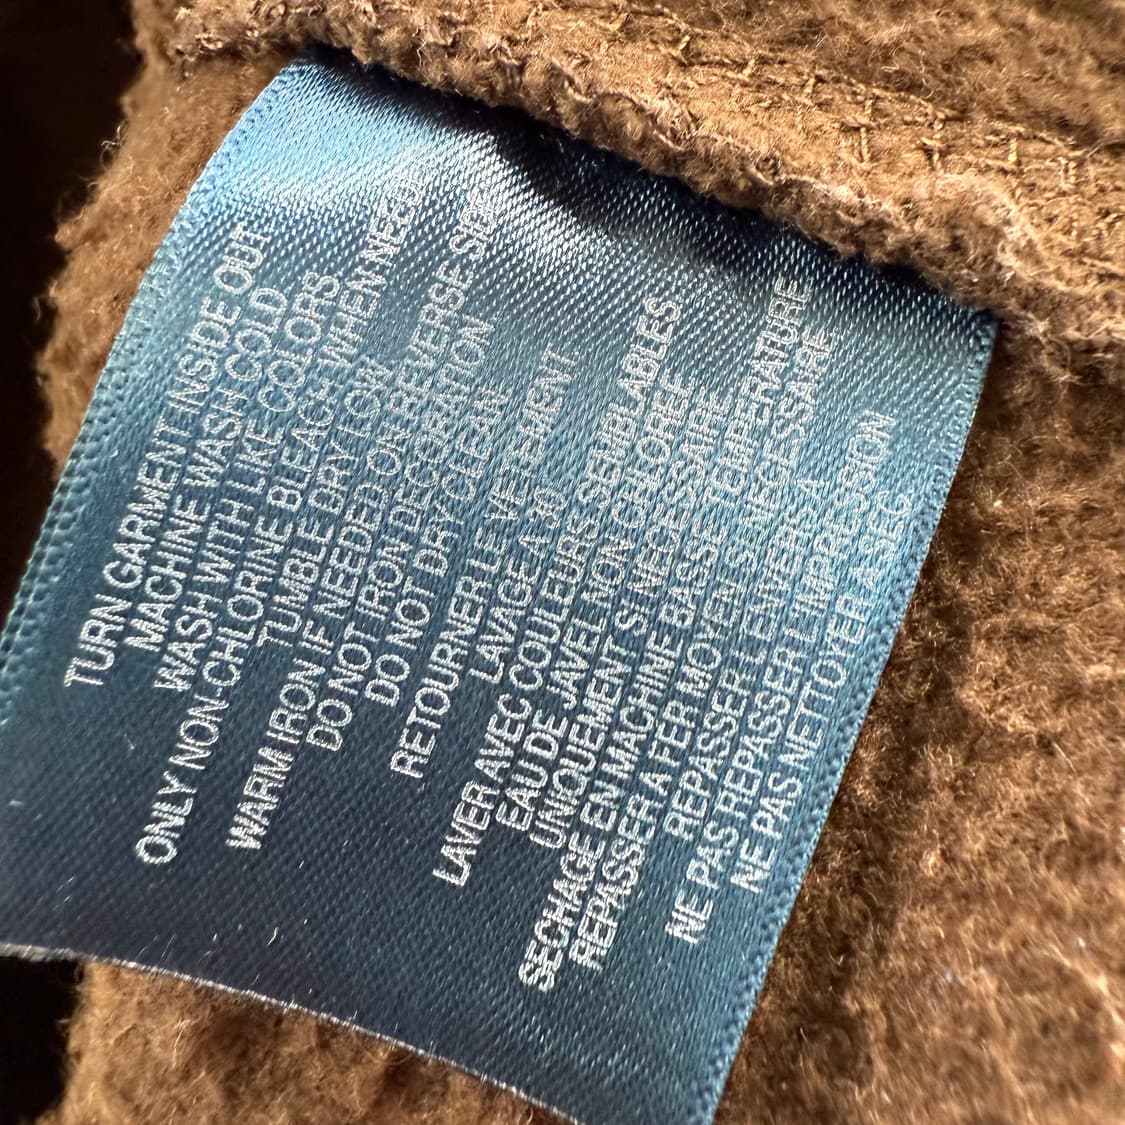 TURN GARMENT INSIDE OUT
MACHINE WASH COLD
WASH WITH LIKE COLORS
ONLY NON-CHLORINE BLEACH WHEN NEEDED
TUMBLE DRY LOW
WARM IRON IF NEEDED ON REVERSE SIDE
DO NOT IRON DECORATION
DO NOT DRY CLEAN
RETOURNER LE VETEMENT
LAVAGE A 30
LAVER AVEC COULEURS SEMBLABLES
EAU DE JAVEL NON CHLOREE
UNIQUEMENT SI NECESSAIRE
SECHAGE EN MACHINE BASSE TEMPERATURE
REPASSER A FER MOYEN SI NECESSAIRE
REPASSER L ENVERS A
NE PAS REPASSER L IMPRESSION
NE PAS NETTOYER A SEC